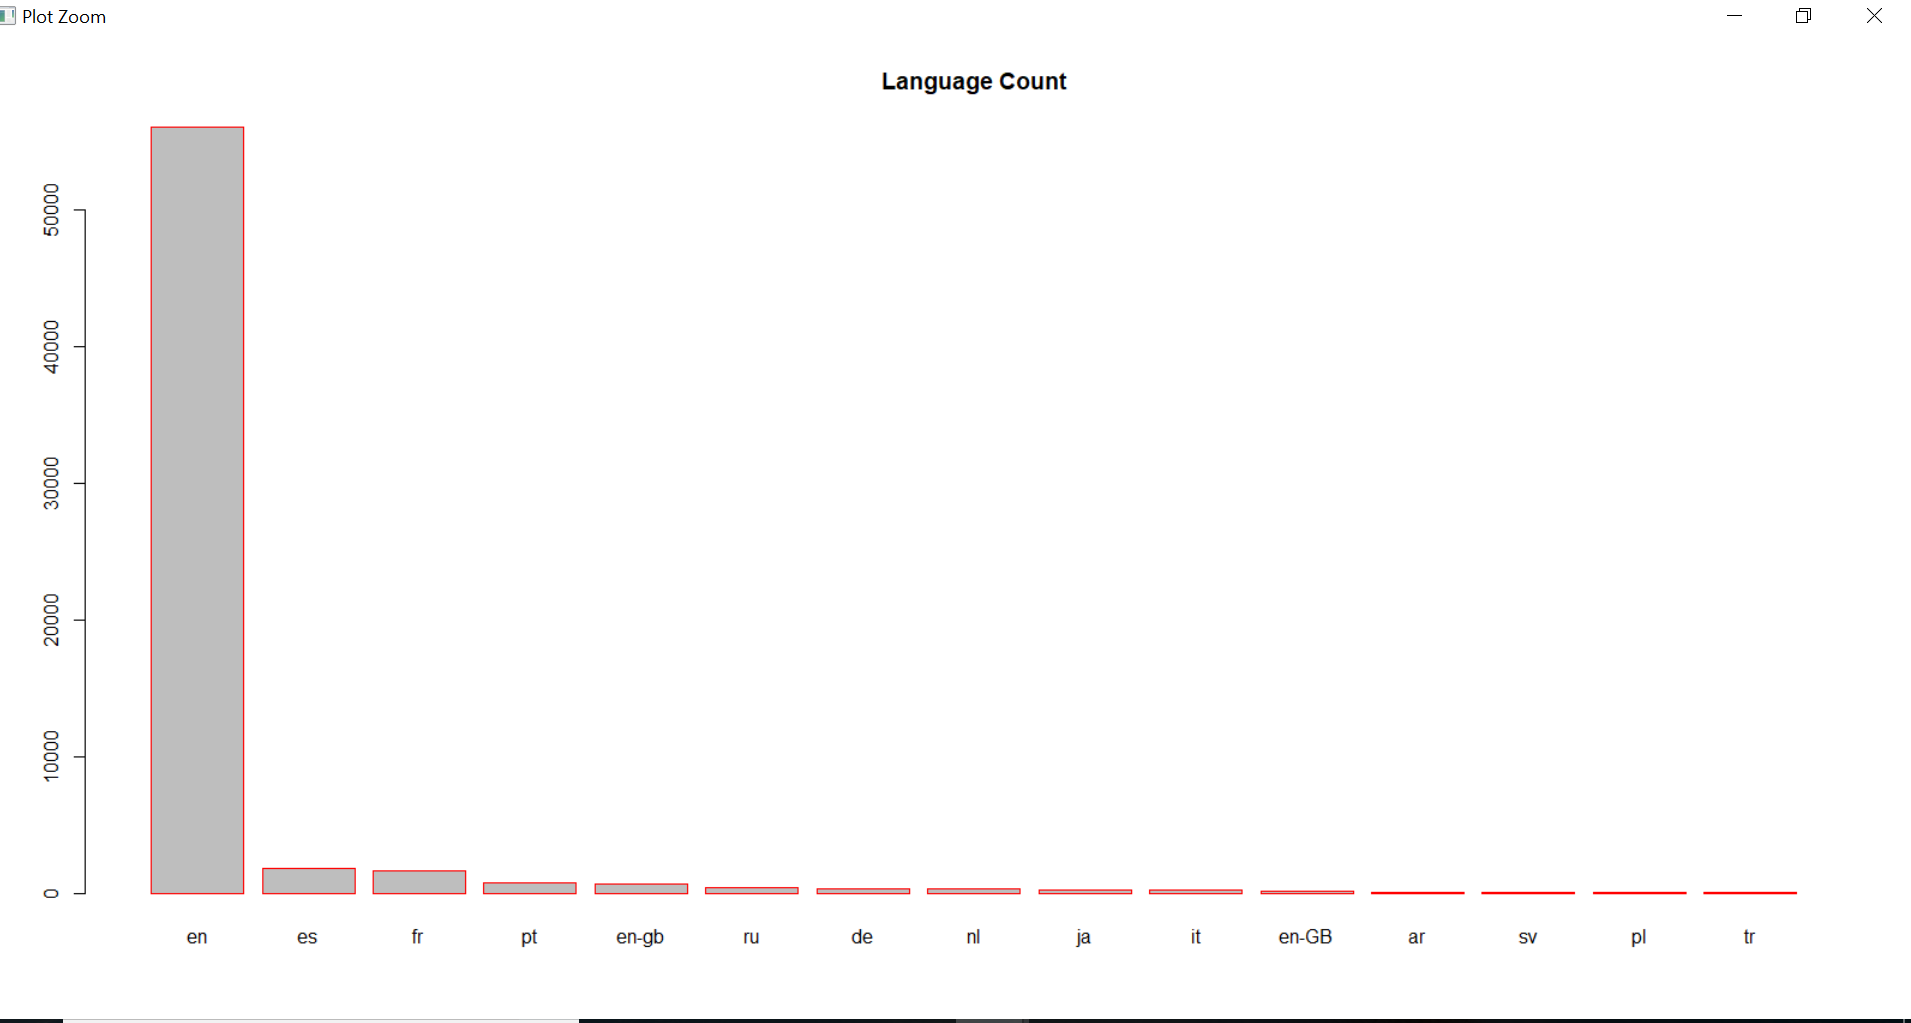 Plot Zoom
Language Count
50000
40000
30000
20000
10000
0
en es fr pt en-gb ru de nl ja it en-GB ar sv pl tr